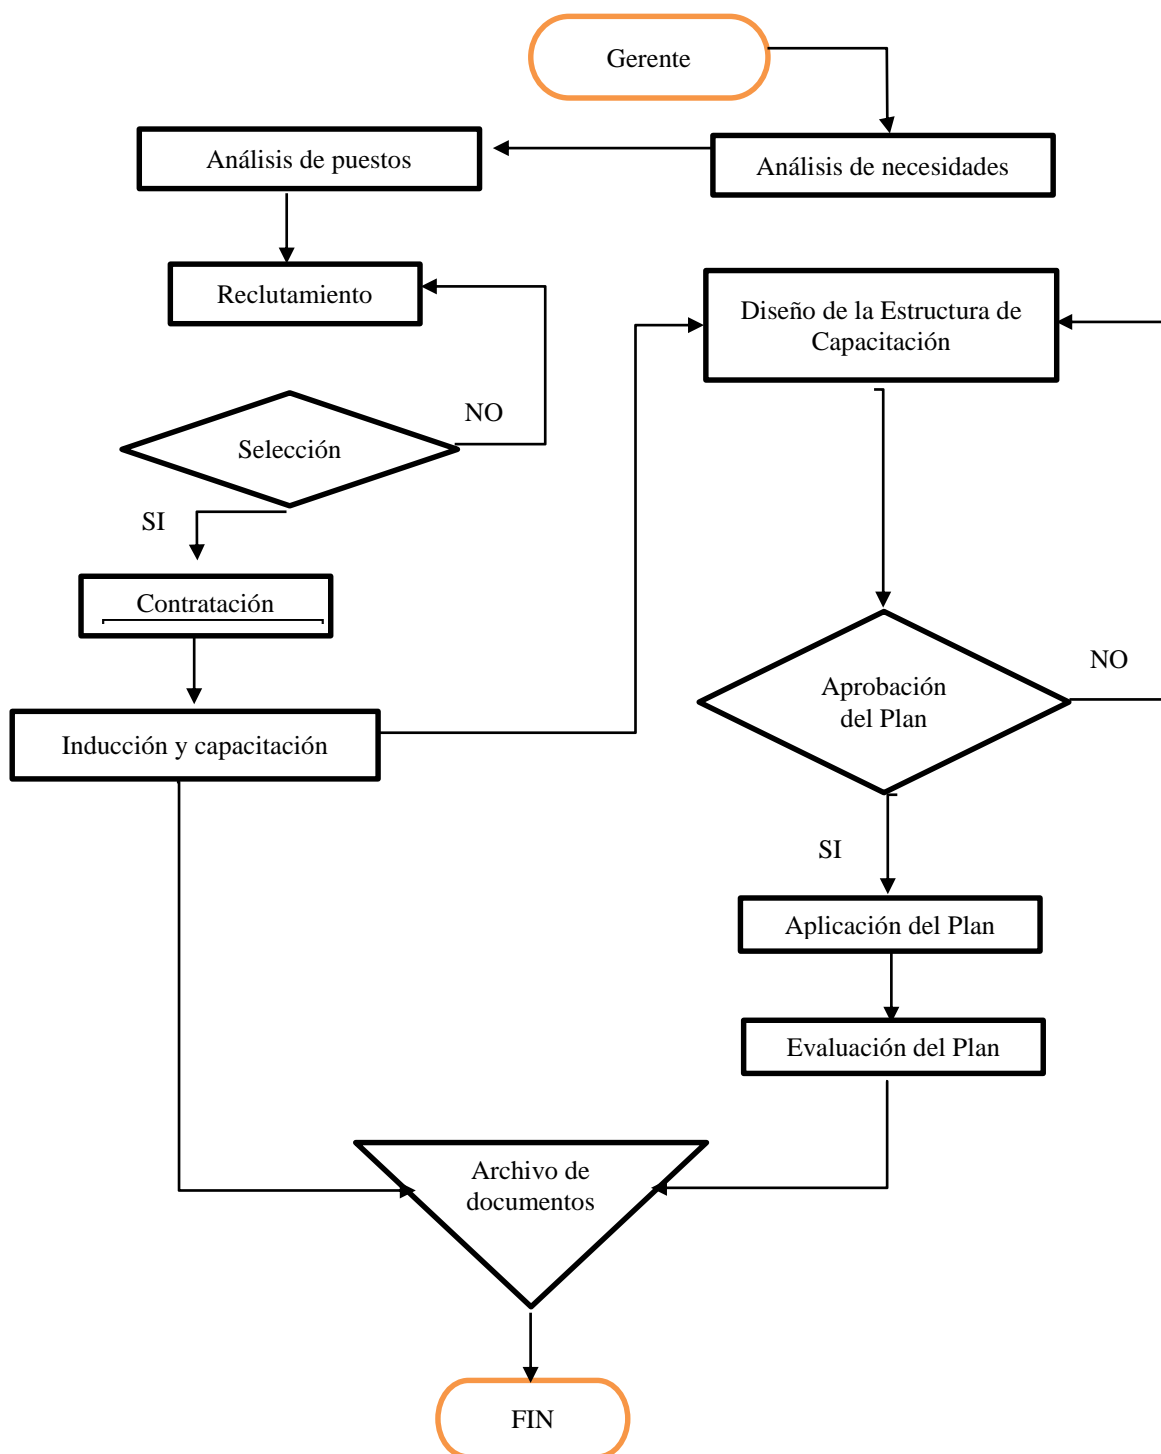 Gerente
Análisis de puestos
Análisis de necesidades
Reclutamiento
Diseño de la Estructura de
Capacitación
NO
Selección
SI
Contratación
NO
Aprobación
del Plan
Inducción y capacitación
SI
Aplicación del Plan
Evaluación del Plan
Archivo de
documentos
FIN